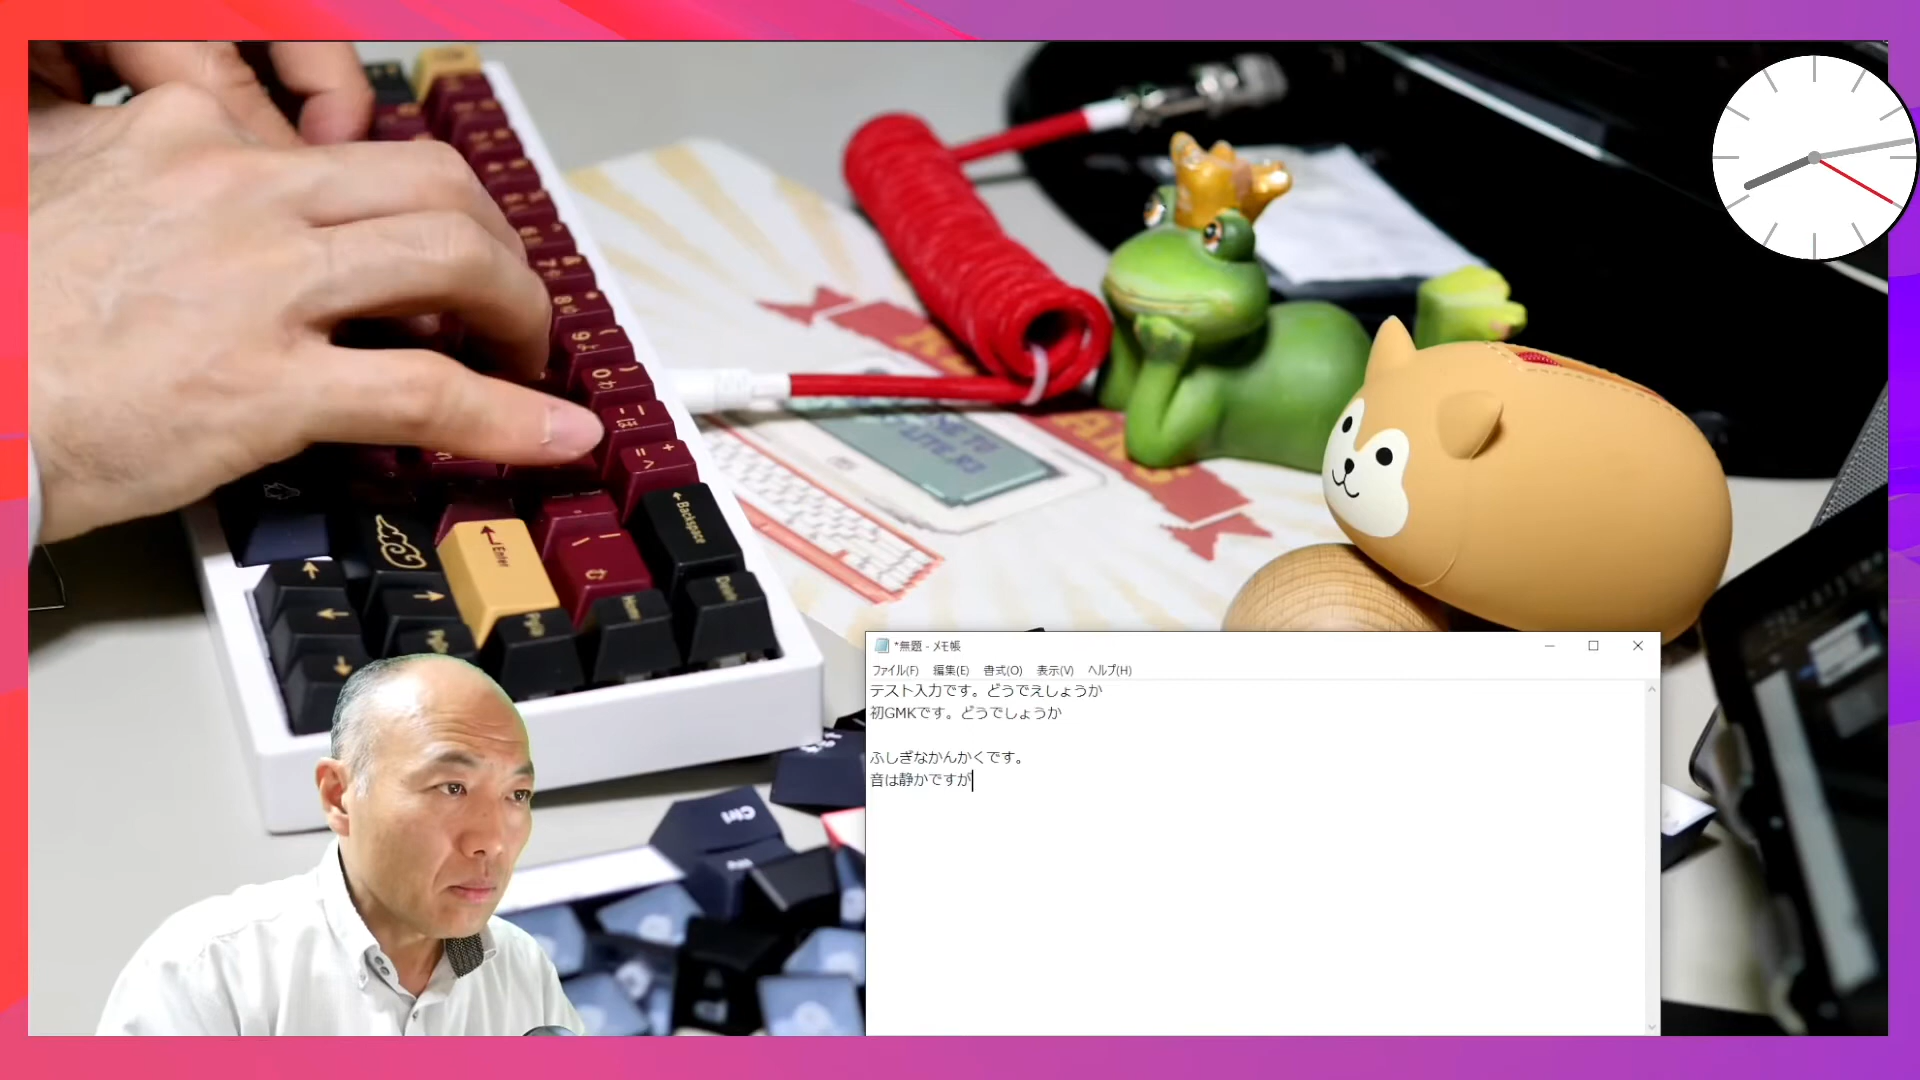 Backspace
Enter
Delete
Home
PgUp
Ctrl
*無題 - メモ帳
ファイル(F) 編集(E) 書式(O) 表示(V) ヘルプ(H)
テスト入力です。どうでえしょうか
初GMKです。どうでしょうか
ふしぎなかんかくです。
音は静かですが